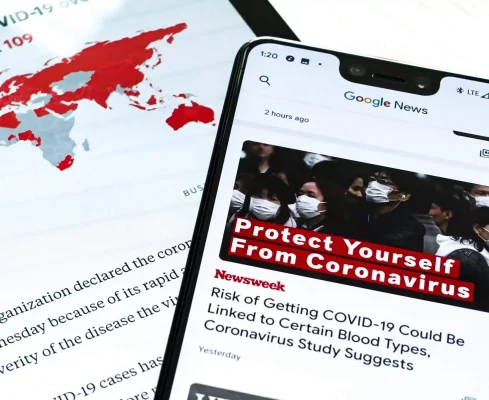 VID-19
109
BUS
ganization declared the coron
nesday because of its rapid
verity of the disease the vi
VID-19 cases has
1:20
LTE
Google News
2 hours ago
Protect Yourself
From Coronavirus
Newsweek
Risk of Getting COVID-19 Could Be
Linked to Certain Blood Types,
Coronavirus Study Suggests
Yesterday